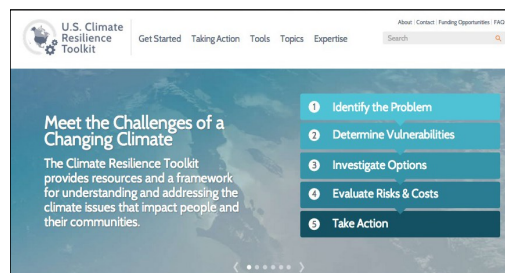 U.S. Climate
Resilience
Toolkit
Get Started Taking Action Tools Topics Expertise
About Contact Funding Opportunities FAQ
Search
Meet the Challenges of a
Changing Climate
The Climate Resilience Toolkit
provides resources and a framework
for understanding and addressing the
climate issues that impact people and
their communities.
1 Identify the Problem
2 Determine Vulnerabilities
3 Investigate Options
4 Evaluate Risks & Costs
5 Take Action